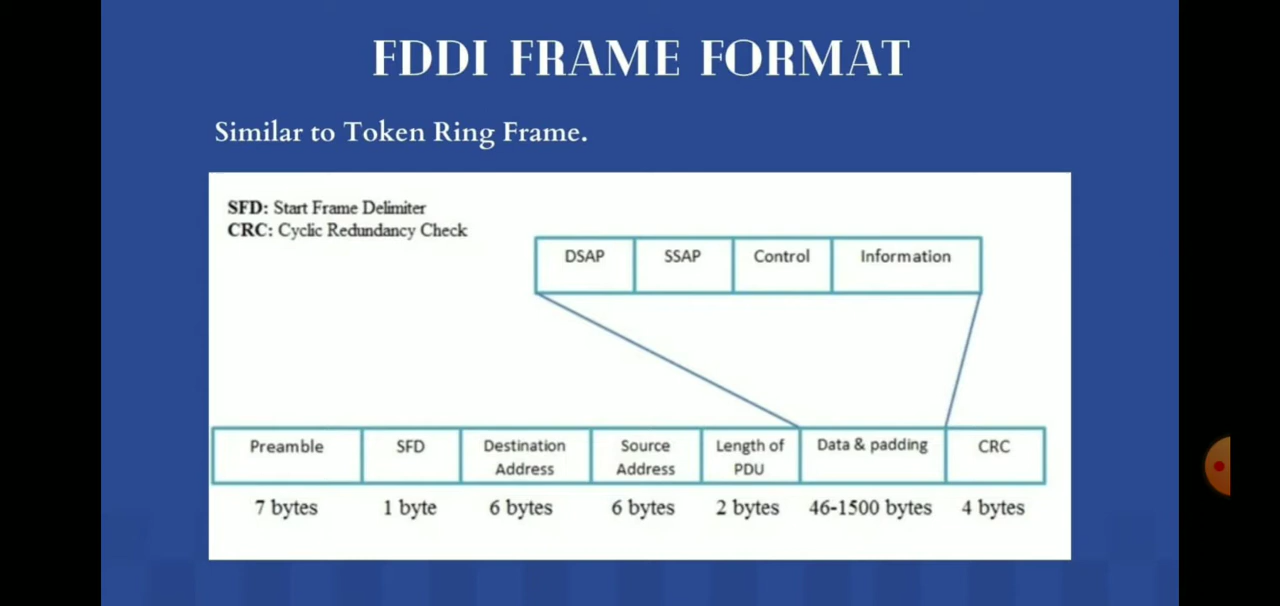 FDDI FRAME FORMAT
Similar to Token Ring Frame.
SFD: Start Frame Delimiter
CRC: Cyclic Redundancy Check
DSAP SSAP Control Information
Preamble SFD Destination Address Source Address Length of PDU Data & padding CRC
7 bytes 1 byte 6 bytes 6 bytes 2 bytes 46-1500 bytes 4 bytes